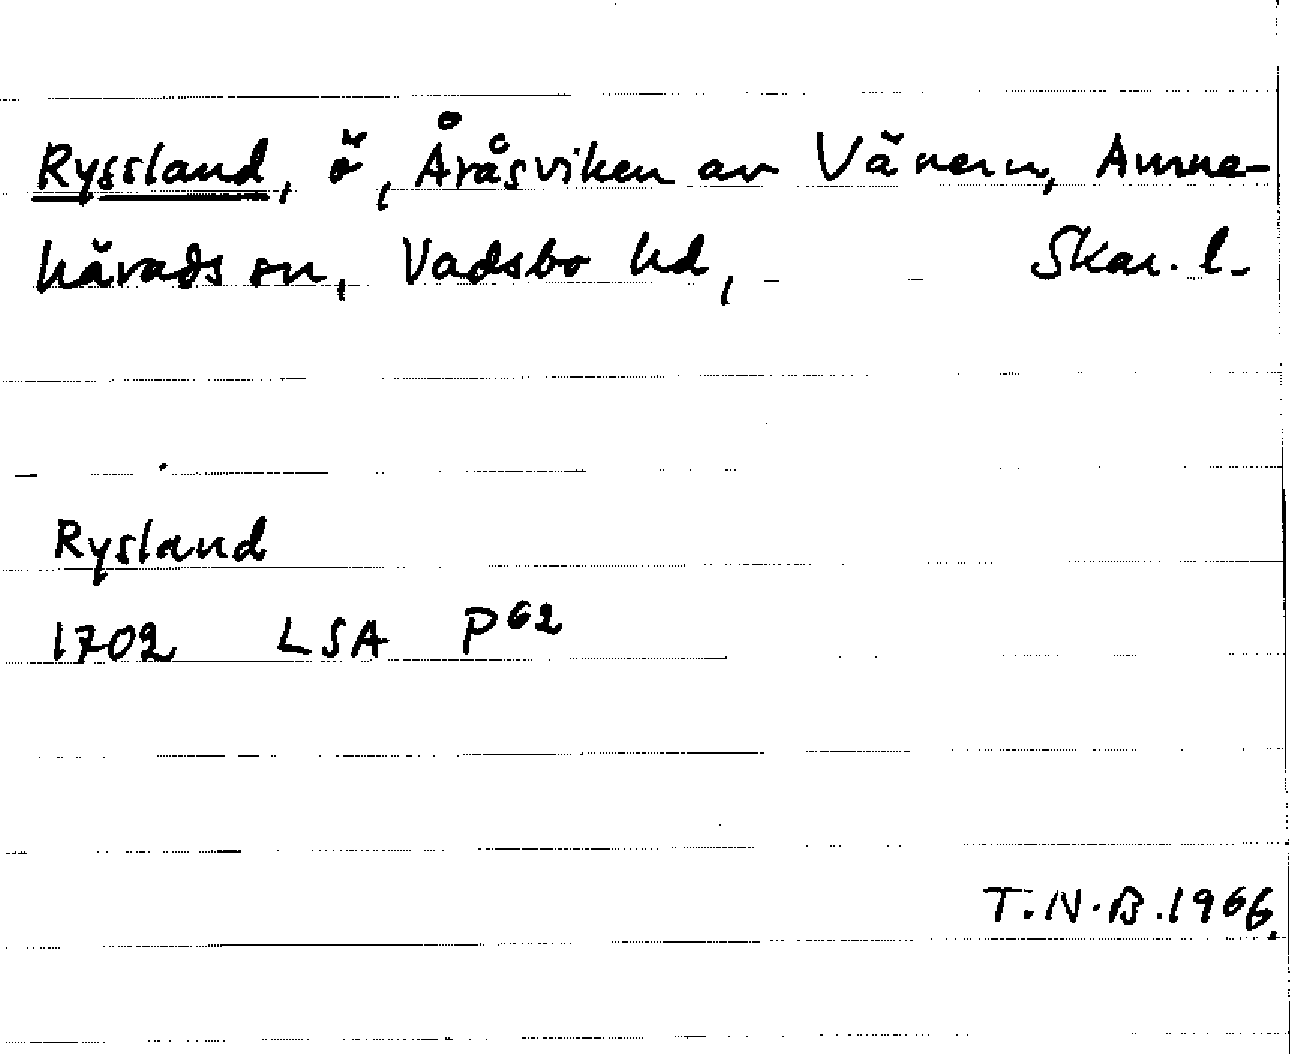 Ryssland, ö, Åråsviken av Vänern, Amne-
härads sn, Vadsbo hd, Skar. l.
Rysland
1702 LSA P62
T.N.B. 1966.